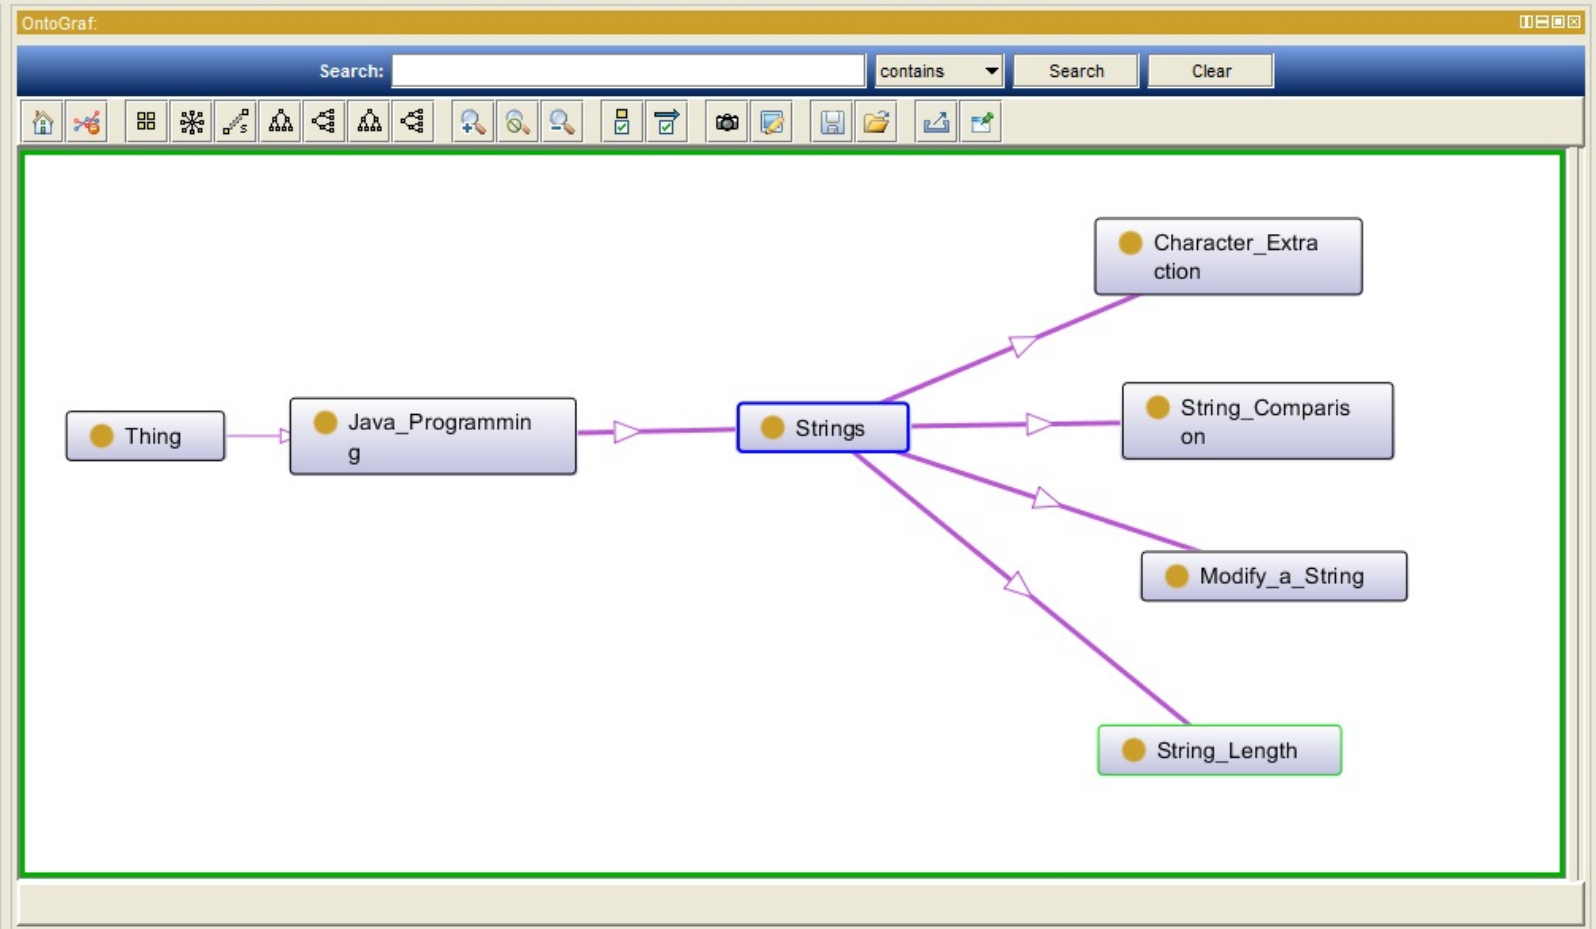 OntoGraf:
Search:
contains
Search
Clear
Character_Extra
ction
Thing
Java_Programmin
g
Strings
String_Comparis
on
Modify_a_String
String_Length